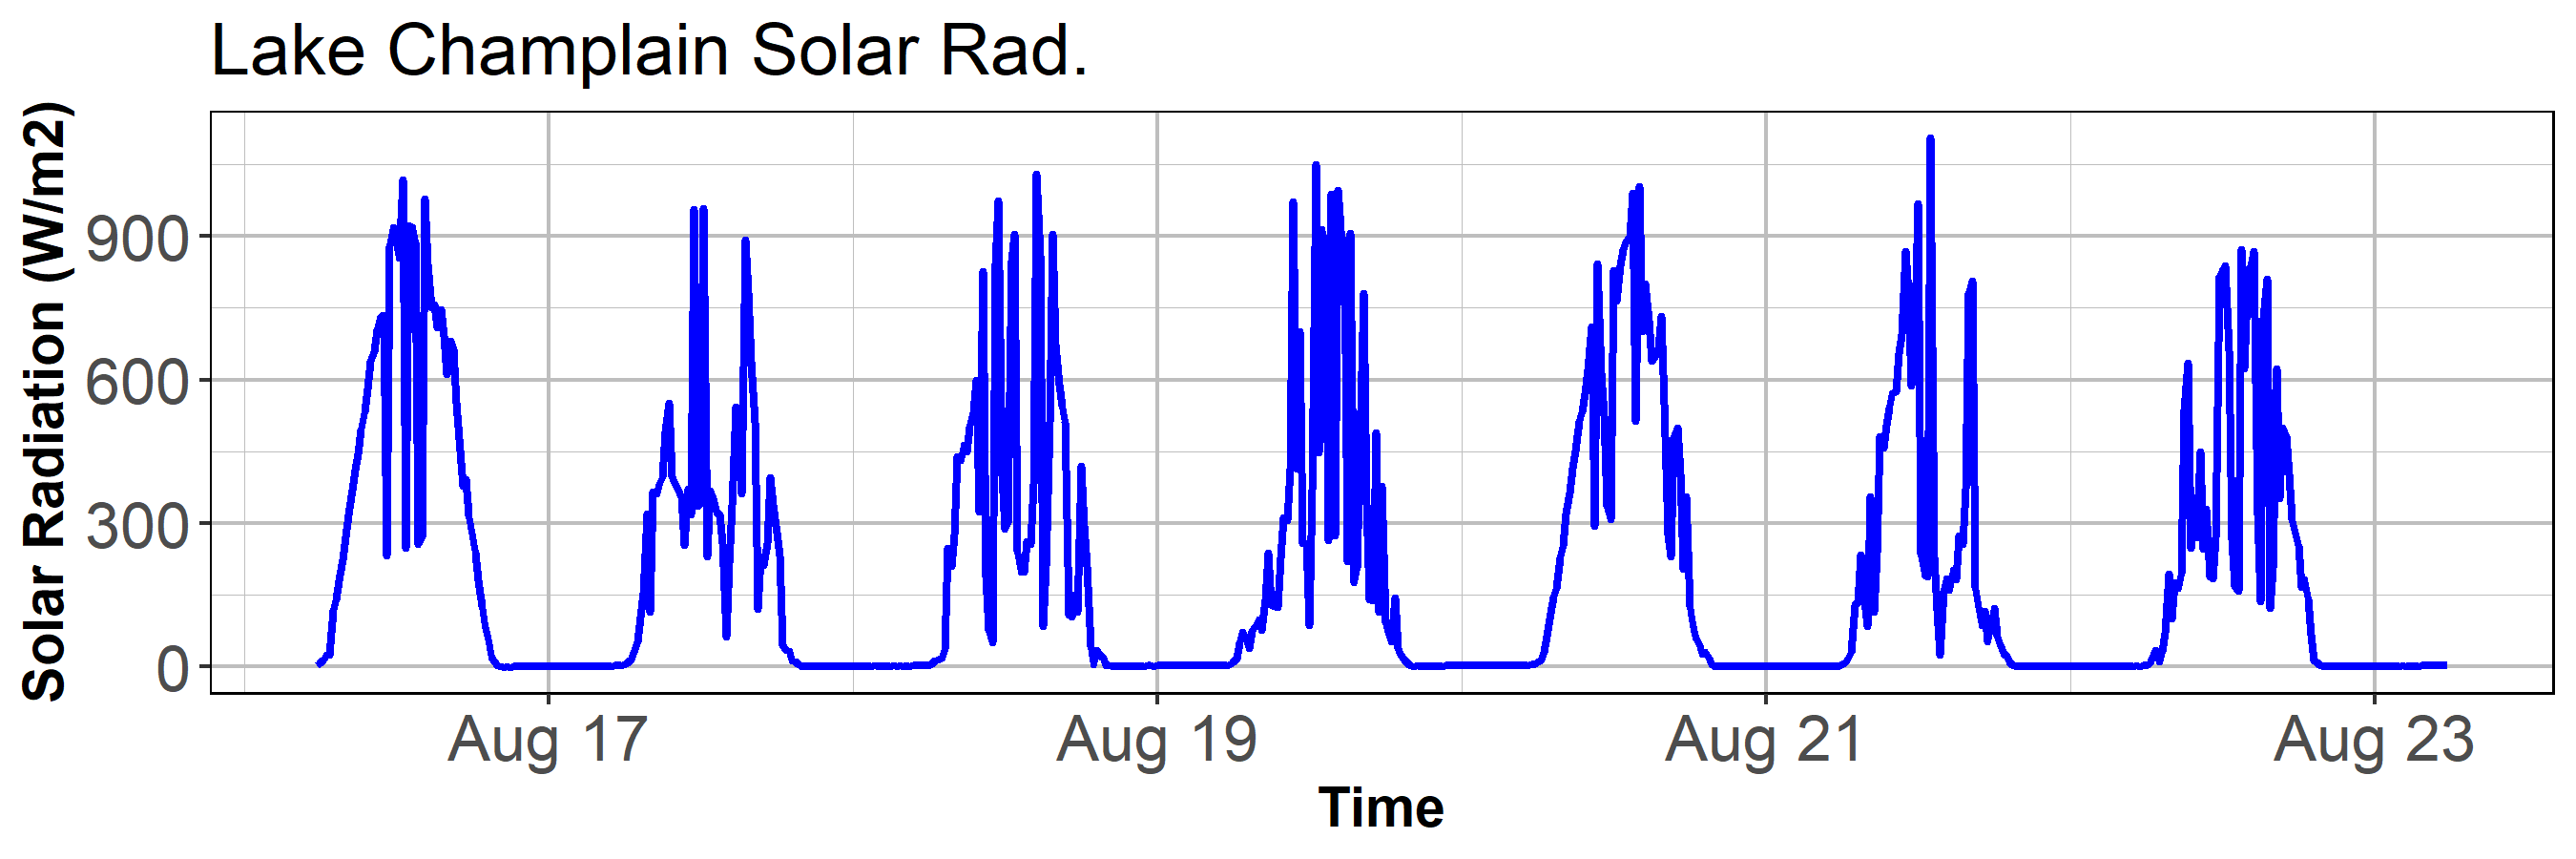 Lake Champlain Solar Rad.
Solar Radiation (W/m2)
900
600
300
0
Aug 17 Aug 19 Aug 21 Aug 23
Time